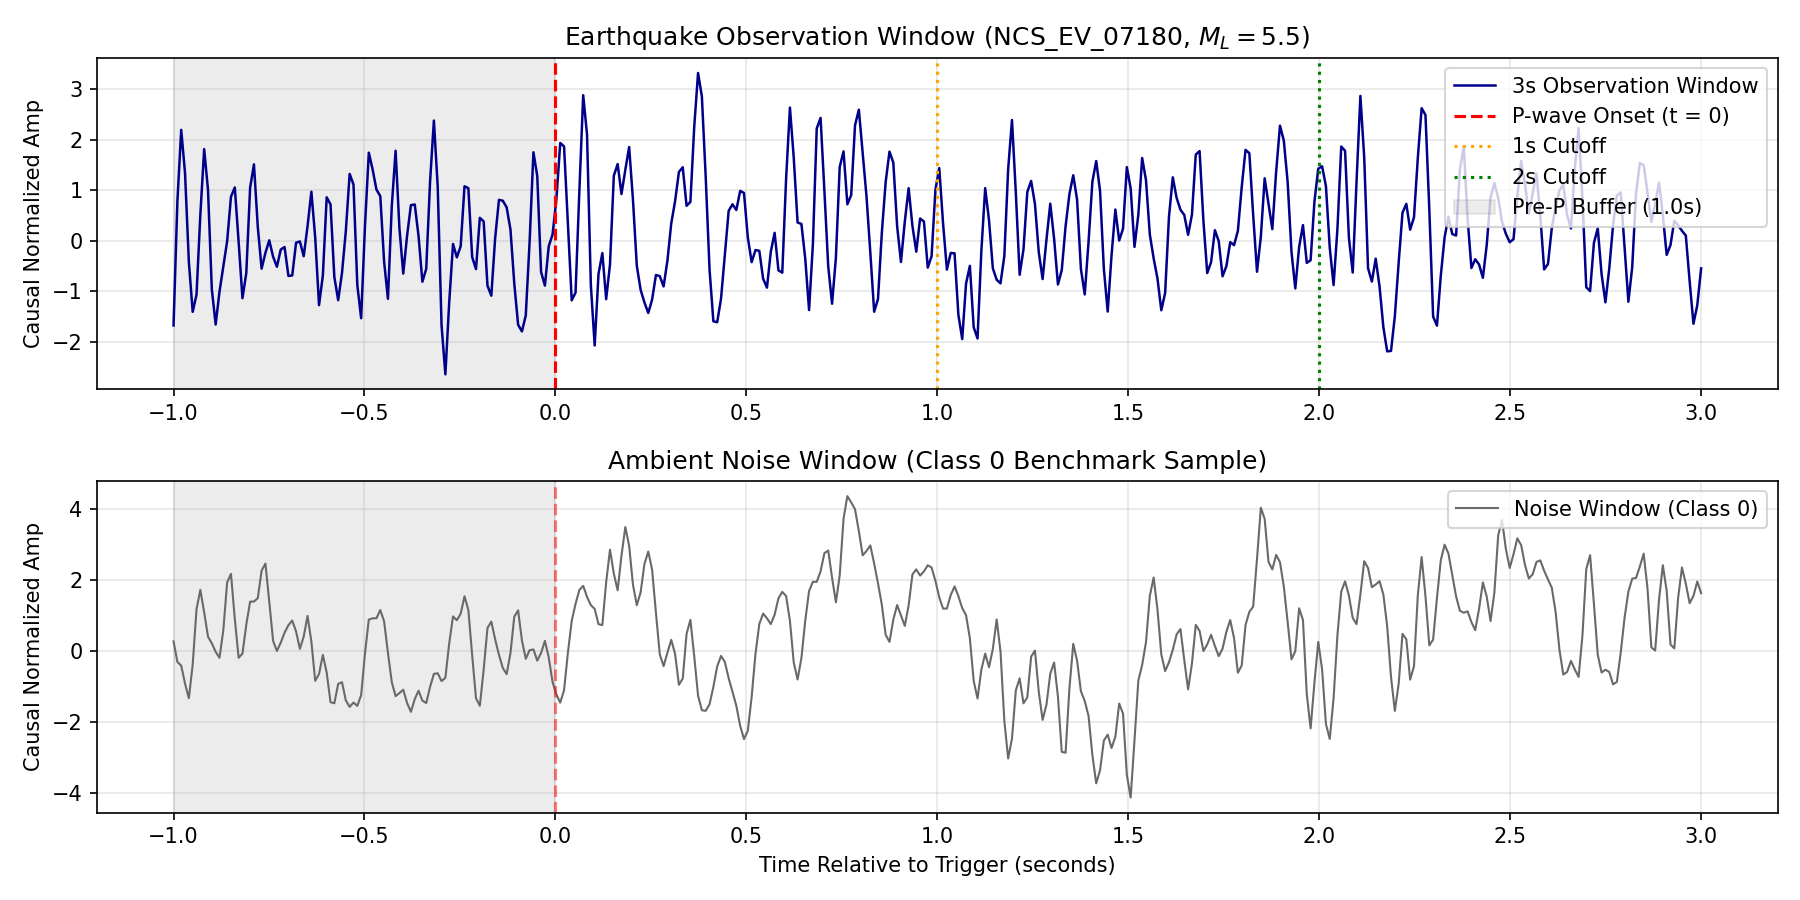 Earthquake Observation Window (NCS_EV_07180, M_L = 5.5)
Causal Normalized Amp
3
2
1
0
−1
−2
3s Observation Window
P-wave Onset (t = 0)
1s Cutoff
2s Cutoff
Pre-P Buffer (1.0s)
−1.0 −0.5 0.0 0.5 1.0 1.5 2.0 2.5 3.0
Ambient Noise Window (Class 0 Benchmark Sample)
Causal Normalized Amp
4
2
0
−2
−4
Noise Window (Class 0)
−1.0 −0.5 0.0 0.5 1.0 1.5 2.0 2.5 3.0
Time Relative to Trigger (seconds)